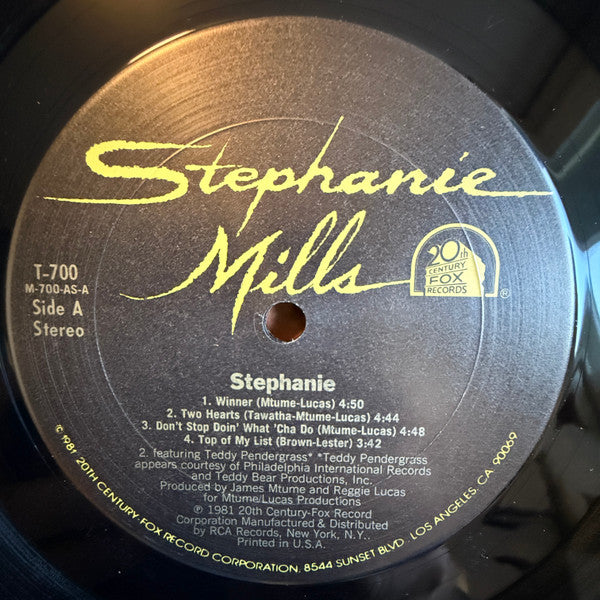 Stephanie
Mills
20th
CENTURY
FOX
RECORDS
®
T-700
M-700-AS-A
Side A
Stereo
Stephanie
1. Winner (Mtume-Lucas) 4:50
2. Two Hearts (Tawatha-Mtume-Lucas) 4:44
3. Don't Stop Doin' What 'Cha Do (Mtume-Lucas) 4:48
4. Top of My List (Brown-Lester) 3:42
2. featuring Teddy Pendergrass* *Teddy Pendergrass
appears courtesy of Philadelphia International Records
and Teddy Bear Productions, Inc.
Produced by James Mtume and Reggie Lucas
for Mtume/Lucas Productions
℗ 1981 20th Century-Fox Record
Corporation Manufactured & Distributed
by RCA Records, New York, N.Y..
Printed in U.S.A.
©1981 20TH CENTURY-FOX RECORD CORPORATION, 8544 SUNSET BLVD., LOS ANGELES, CA 90069